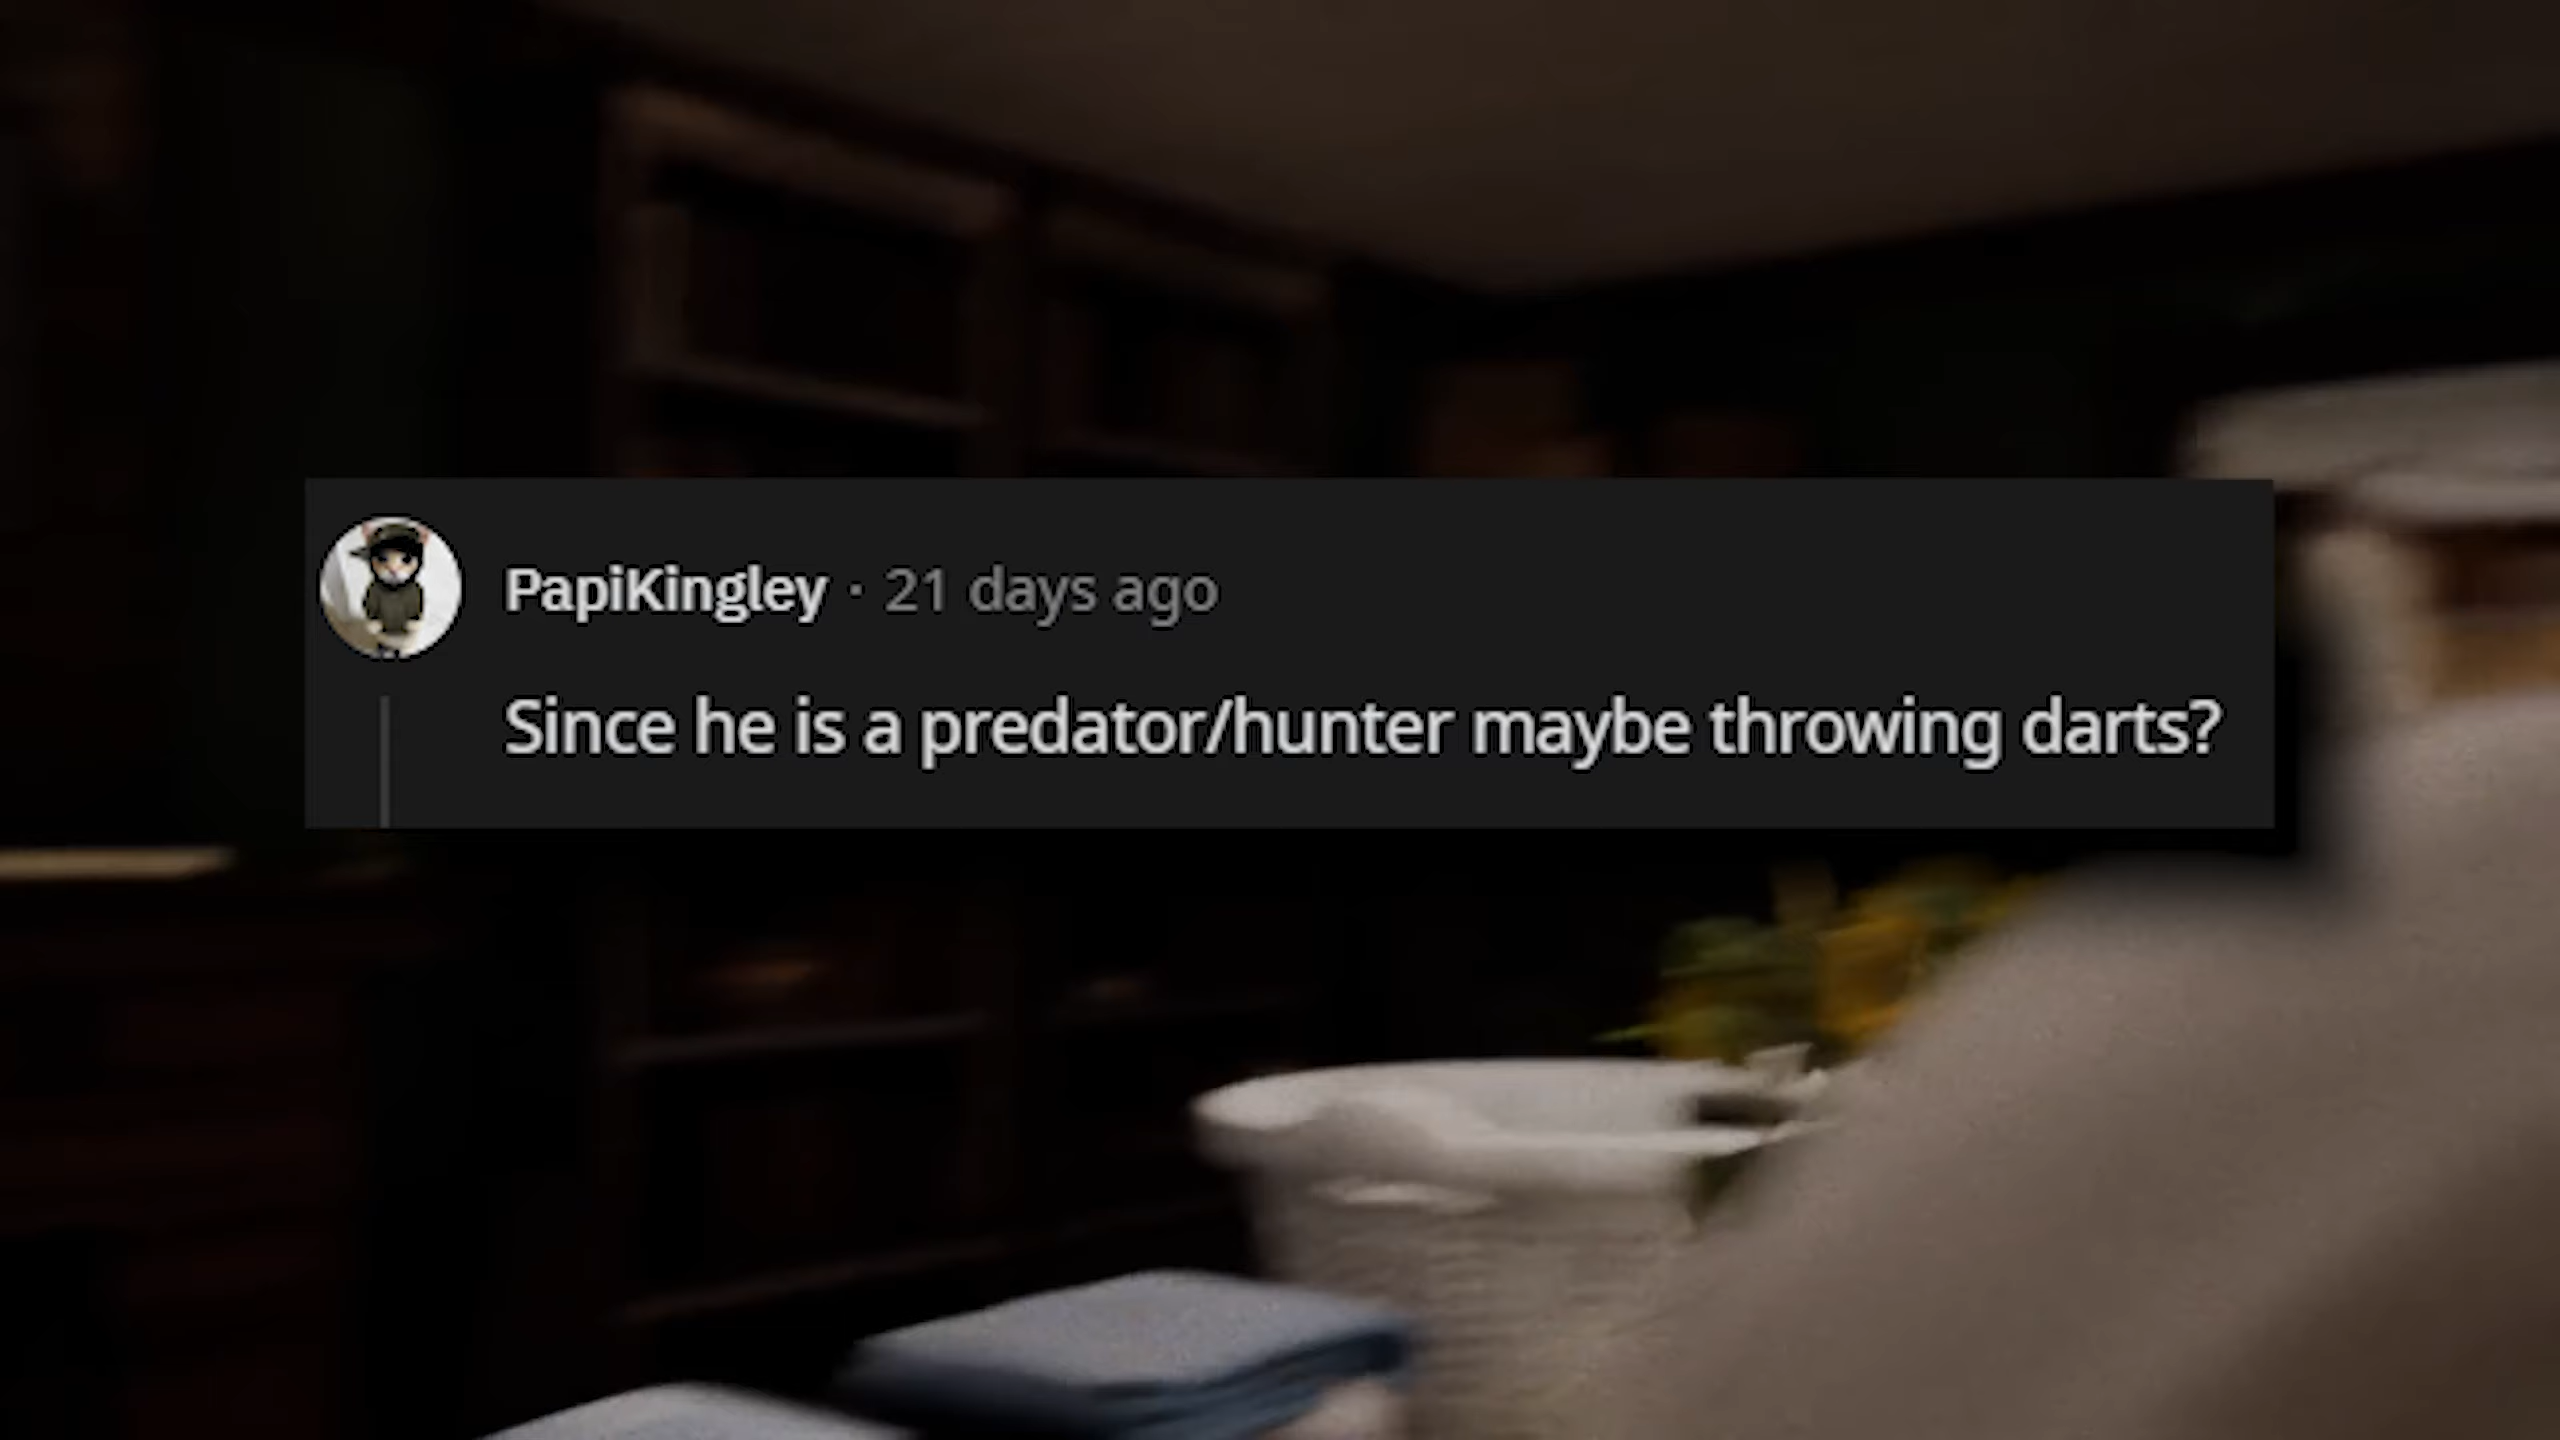 PapiKingley · 21 days ago
Since he is a predator/hunter maybe throwing darts?